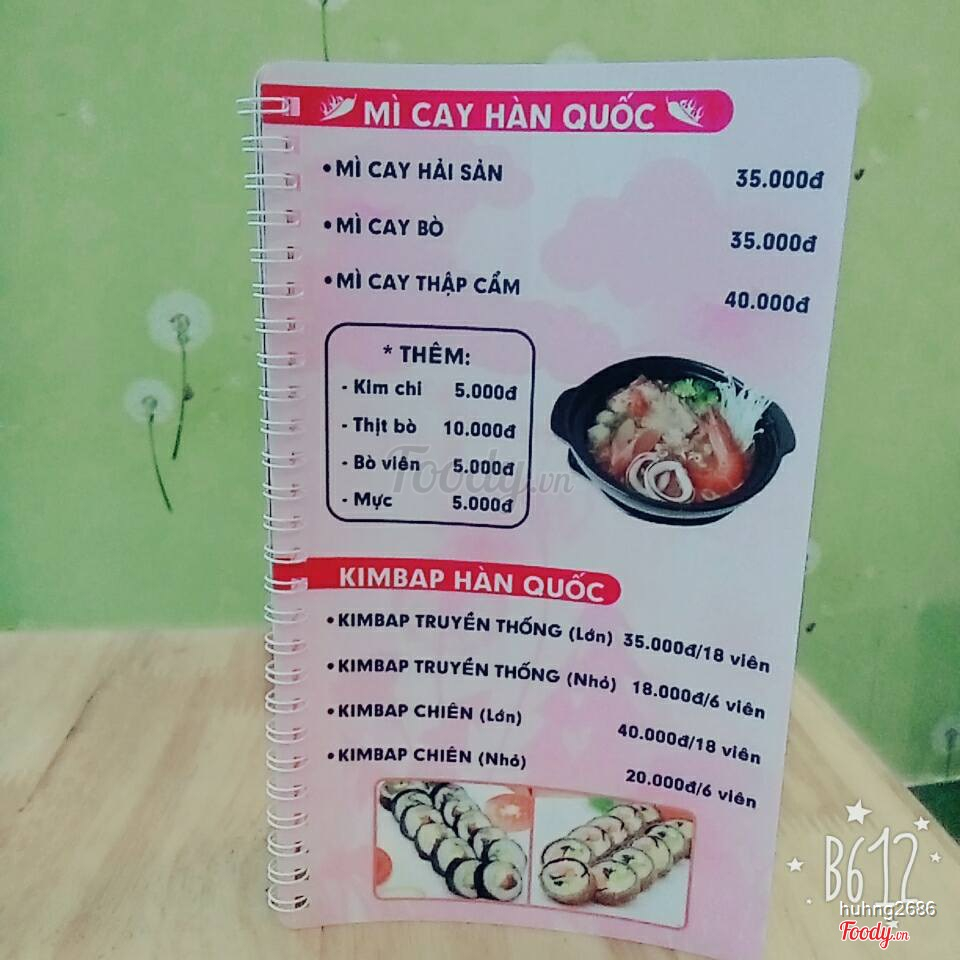 MÌ CAY HÀN QUỐC
•MÌ CAY HẢI SẢN 35.000đ
•MÌ CAY BÒ 35.000đ
•MÌ CAY THẬP CẨM 40.000đ
* THÊM:
- Kim chi 5.000đ
- Thịt bò 10.000đ
- Bò viên 5.000đ
- Mực 5.000đ
Foody.vn
KIMBAP HÀN QUỐC
•KIMBAP TRUYỀN THỐNG (Lớn) 35.000đ/18 viên
•KIMBAP TRUYỀN THỐNG (Nhỏ) 18.000đ/6 viên
•KIMBAP CHIÊN (Lớn) 40.000đ/18 viên
•KIMBAP CHIÊN (Nhỏ) 20.000đ/6 viên
B612
huhng2686
Foody.vn